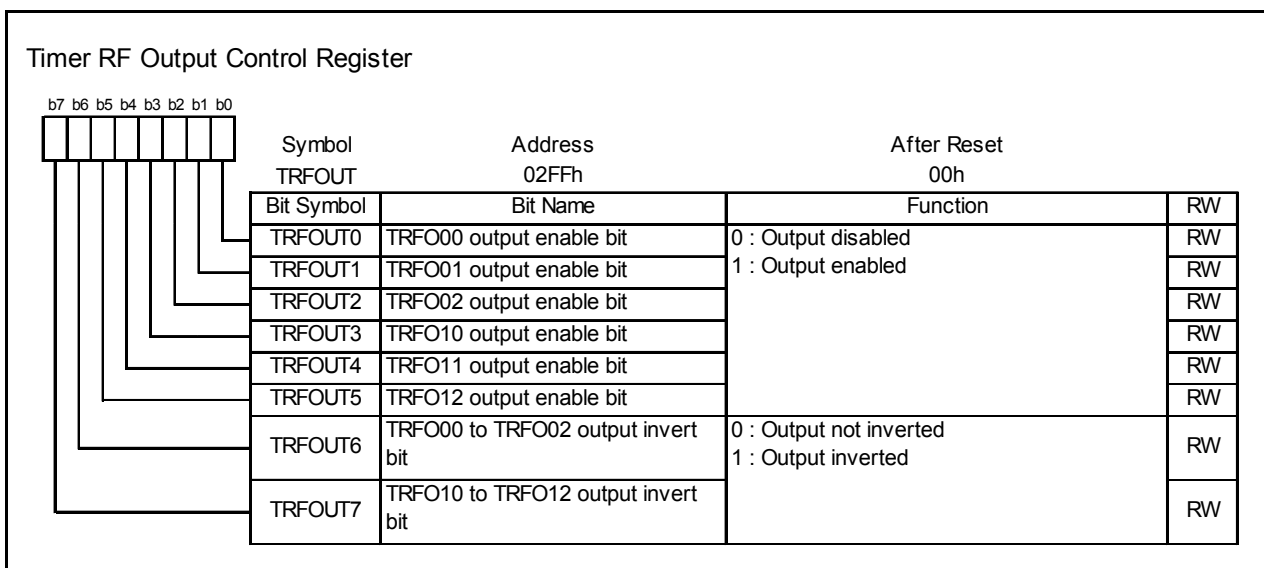 Timer RF Output Control Register
b7 b6 b5 b4 b3 b2 b1 b0
Symbol Address After Reset
TRFOUT 02FFh 00h
Bit Symbol Bit Name Function RW
TRFOUT0 TRFO00 output enable bit 0 : Output disabled RW
TRFOUT1 TRFO01 output enable bit 1 : Output enabled RW
TRFOUT2 TRFO02 output enable bit RW
TRFOUT3 TRFO10 output enable bit RW
TRFOUT4 TRFO11 output enable bit RW
TRFOUT5 TRFO12 output enable bit RW
TRFOUT6 TRFO00 to TRFO02 output invert bit 0 : Output not inverted 1 : Output inverted RW
TRFOUT7 TRFO10 to TRFO12 output invert bit RW